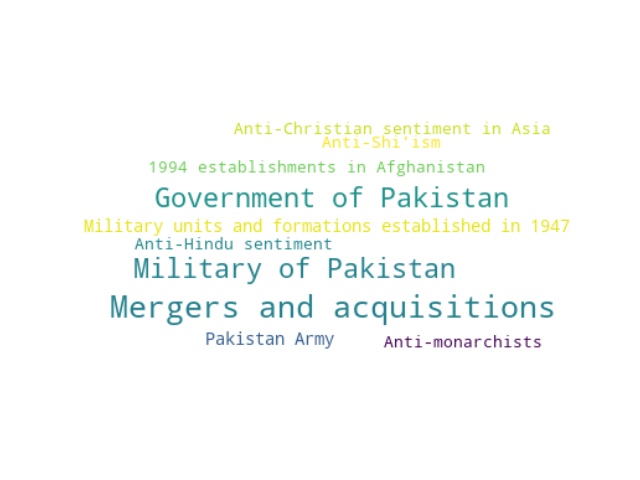 Anti-Christian sentiment in Asia
Anti-Shi'ism
1994 establishments in Afghanistan
Government of Pakistan
Military units and formations established in 1947
Anti-Hindu sentiment
Military of Pakistan
Mergers and acquisitions
Pakistan Army
Anti-monarchists